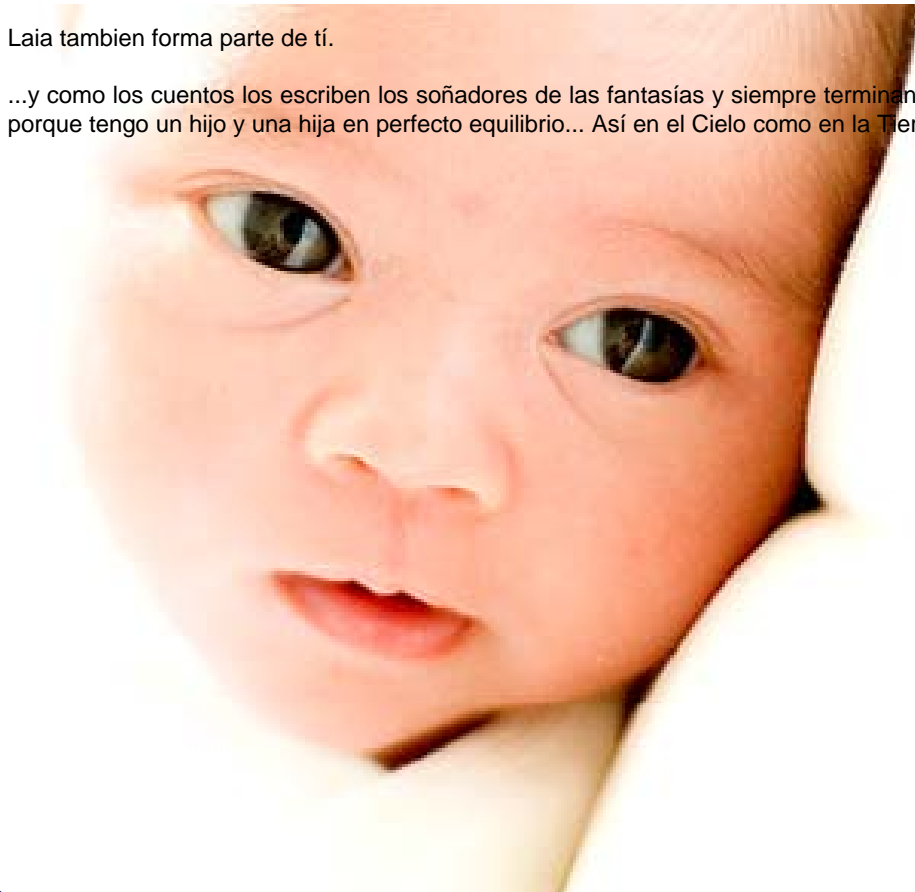 Laia tambien forma parte de tí.
...y como los cuentos los escriben los soñadores de las fantasías y siempre terminan
porque tengo un hijo y una hija en perfecto equilibrio... Así en el Cielo como en la